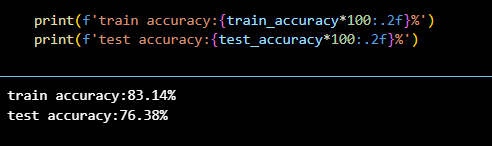 print(f'train accuracy:{train_accuracy*100:.2f}%')
print(f'test accuracy:{test_accuracy*100:.2f}%')
train accuracy:83.14%
test accuracy:76.38%